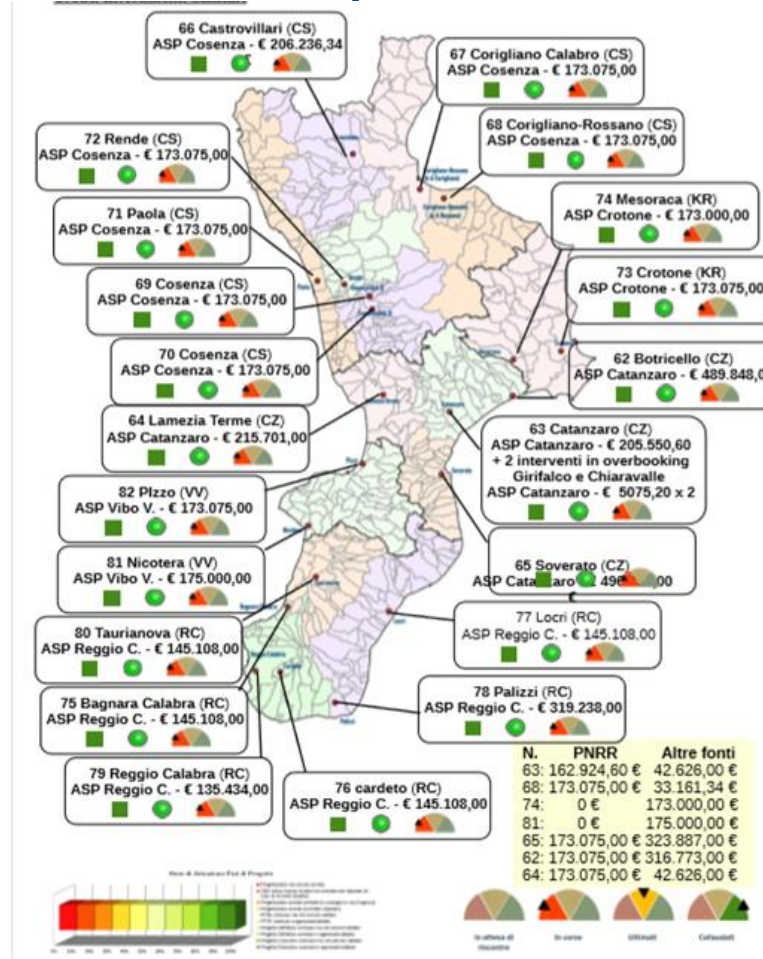 66 Castrovillari (CS)
ASP Cosenza - € 206.236,34
67 Corigliano Calabro (CS)
ASP Cosenza - € 173.075,00
68 Corigliano-Rossano (CS)
ASP Cosenza - € 173.075,00
72 Rende (CS)
ASP Cosenza - € 173.075,00
74 Mesoraca (KR)
ASP Crotone - € 173.000,00
71 Paola (CS)
ASP Cosenza - € 173.075,00
73 Crotone (KR)
ASP Crotone - € 173.075,00
69 Cosenza (CS)
ASP Cosenza - € 173.075,00
70 Cosenza (CS)
ASP Cosenza - € 173.075,00
62 Botricello (CZ)
ASP Catanzaro - € 489.848,0
64 Lamezia Terme (CZ)
ASP Catanzaro - € 215.701,00
63 Catanzaro (CZ)
ASP Catanzaro - € 205.550,60
+ 2 interventi in overbooking
Girifalco e Chiaravalle
ASP Catanzaro - € 5075,20 x 2
82 PIzzo (VV)
ASP Vibo V. - € 173.075,00
81 Nicotera (VV)
ASP Vibo V. - € 175.000,00
65 Soverato (CZ)
80 Taurianova (RC)
ASP Reggio C. - € 145.108,00
77 Locri (RC)
ASP Reggio C. - € 145.108,00
75 Bagnara Calabra (RC)
ASP Reggio C. - € 145.108,00
78 Palizzi (RC)
ASP Reggio C. - € 319.238,00
79 Reggio Calabra (RC)
ASP Reggio C. - € 135.434,00
76 cardeto (RC)
ASP Reggio C. - € 145.108,00
N. PNRR Altre fonti
63: 162.924,60 € 42.626,00 €
68: 173.075,00 € 33.161,34 €
74: 0 € 173.000,00 €
81: 0 € 175.000,00 €
65: 173.075,00 € 323.887,00 €
62: 173.075,00 € 316.773,00 €
64: 173.075,00 € 42.626,00 €
In attesa di
riscontro
In corso
Ultimati
Collaudati